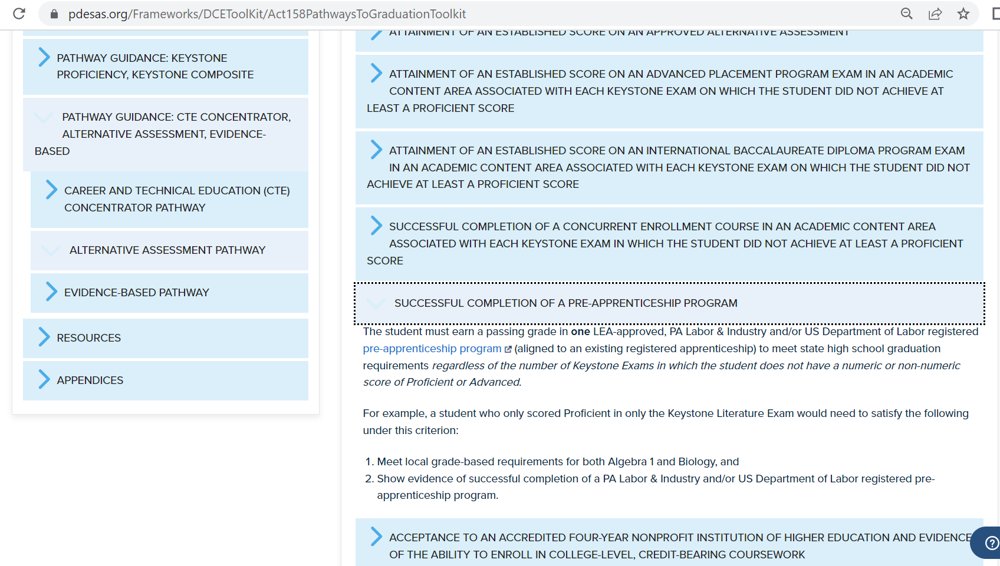 pdesas.org/Frameworks/DCEToolKit/Act158PathwaysToGraduationToolkit
PATHWAY GUIDANCE: KEYSTONE
PROFICIENCY, KEYSTONE COMPOSITE
PATHWAY GUIDANCE: CTE CONCENTRATOR,
ALTERNATIVE ASSESSMENT, EVIDENCE-
BASED
CAREER AND TECHNICAL EDUCATION (CTE)
CONCENTRATOR PATHWAY
ALTERNATIVE ASSESSMENT PATHWAY
EVIDENCE-BASED PATHWAY
RESOURCES
APPENDICES
ATTAINMENT OF AN ESTABLISHED SCORE ON AN APPROVED ALTERNATIVE ASSESSMENT
ATTAINMENT OF AN ESTABLISHED SCORE ON AN ADVANCED PLACEMENT PROGRAM EXAM IN AN ACADEMIC
CONTENT AREA ASSOCIATED WITH EACH KEYSTONE EXAM ON WHICH THE STUDENT DID NOT ACHIEVE AT
LEAST A PROFICIENT SCORE
ATTAINMENT OF AN ESTABLISHED SCORE ON AN INTERNATIONAL BACCALAUREATE DIPLOMA PROGRAM EXAM
IN AN ACADEMIC CONTENT AREA ASSOCIATED WITH EACH KEYSTONE EXAM ON WHICH THE STUDENT DID NOT
ACHIEVE AT LEAST A PROFICIENT SCORE
SUCCESSFUL COMPLETION OF A CONCURRENT ENROLLMENT COURSE IN AN ACADEMIC CONTENT AREA
ASSOCIATED WITH EACH KEYSTONE EXAM IN WHICH THE STUDENT DID NOT ACHIEVE AT LEAST A PROFICIENT
SCORE
SUCCESSFUL COMPLETION OF A PRE-APPRENTICESHIP PROGRAM
The student must earn a passing grade in one LEA-approved, PA Labor & Industry and/or US Department of Labor registered
pre-apprenticeship program (aligned to an existing registered apprenticeship) to meet state high school graduation
requirements regardless of the number of Keystone Exams in which the student does not have a numeric or non-numeric
score of Proficient or Advanced.
For example, a student who only scored Proficient in only the Keystone Literature Exam would need to satisfy the following
under this criterion:
1. Meet local grade-based requirements for both Algebra 1 and Biology, and
2. Show evidence of successful completion of a PA Labor & Industry and/or US Department of Labor registered pre-
apprenticeship program.
ACCEPTANCE TO AN ACCREDITED FOUR-YEAR NONPROFIT INSTITUTION OF HIGHER EDUCATION AND EVIDENCE
OF THE ABILITY TO ENROLL IN COLLEGE-LEVEL, CREDIT-BEARING COURSEWORK